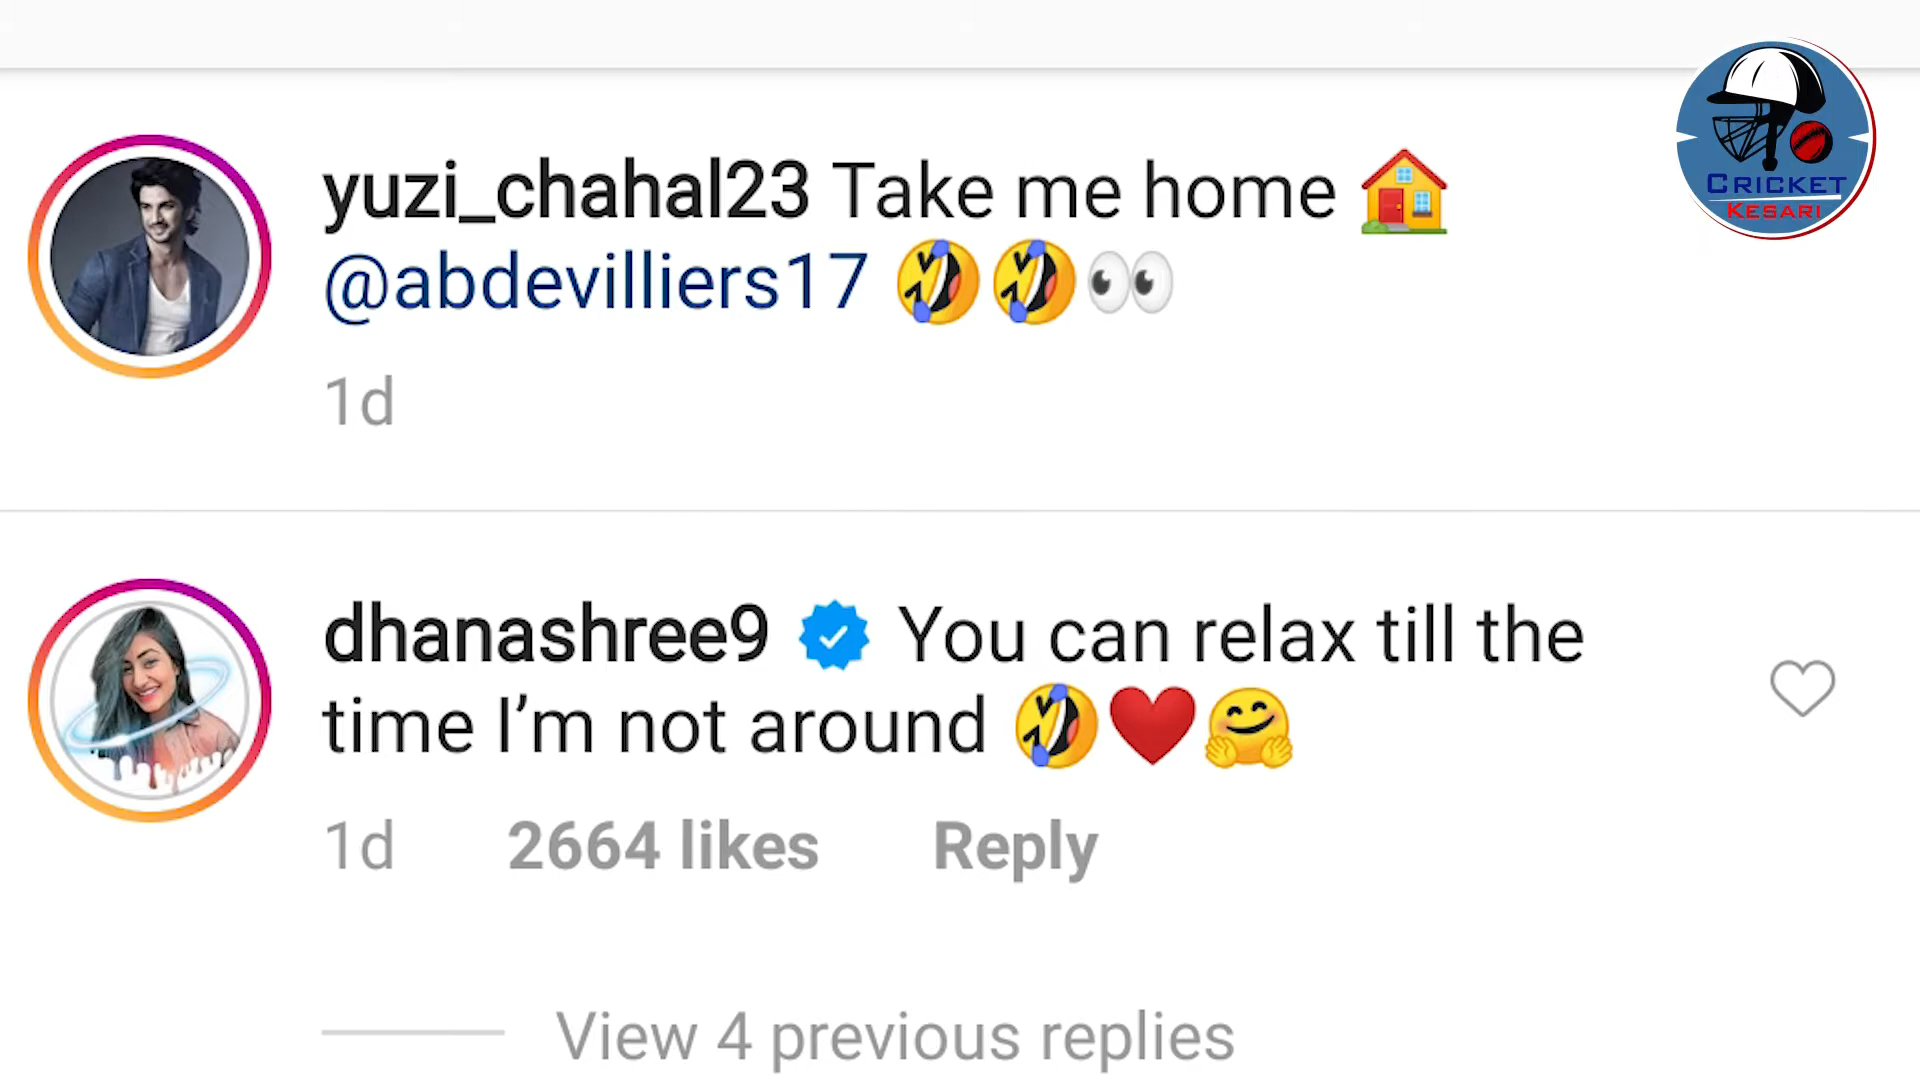 CRICKET
KESARI
yuzi_chahal23 Take me home 🏠
@abdevilliers17 🤣🤣👀
1d
dhanashree9 You can relax till the
time I’m not around 🤣❤️🤗
1d 2664 likes Reply
View 4 previous replies